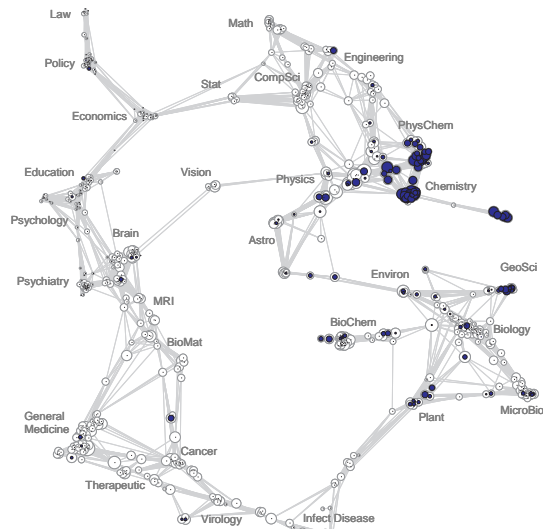 Law
Math
Policy
Engineering
CompSci
Stat
Economics
PhysChem
Education
Vision
Physics
Chemistry
Psychology
Brain
Astro
Psychiatry
Environ
GeoSci
MRI
BioChem
Biology
BioMat
General
Medicine
Plant
MicroBio
Cancer
Therapeutic
Virology
Infect Disease